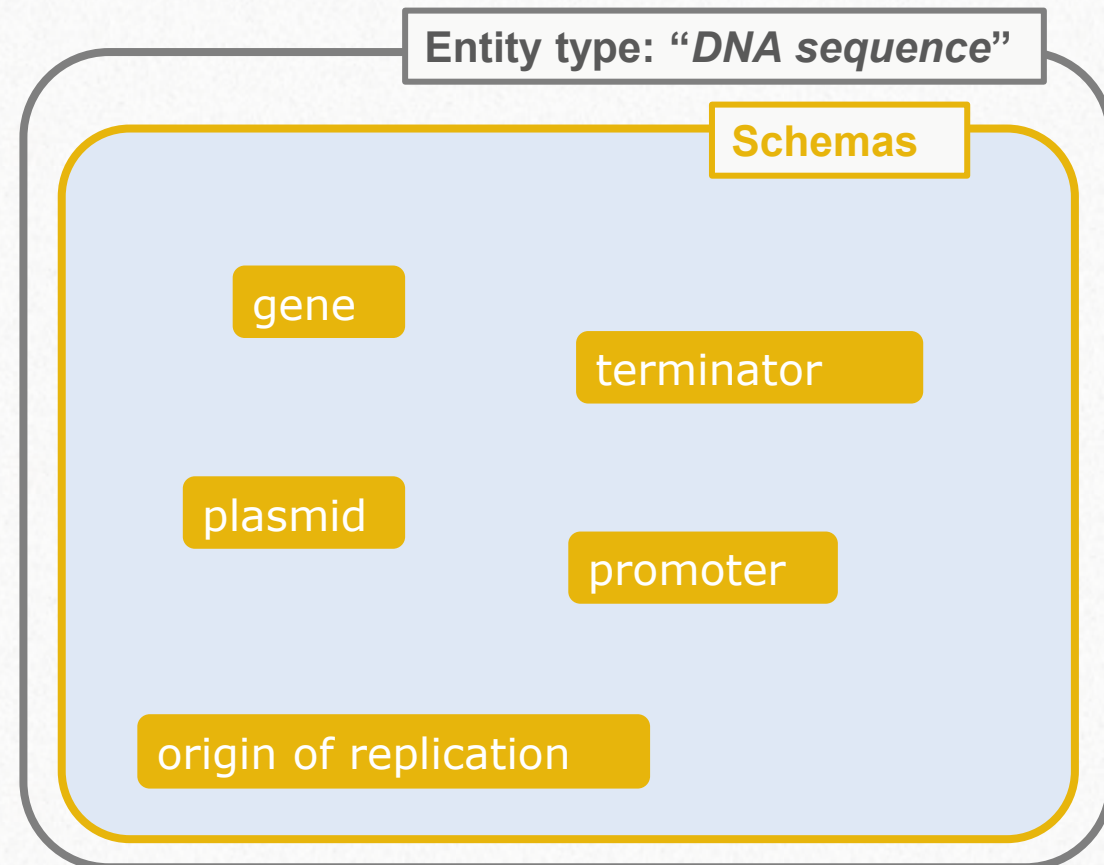 Entity type: “DNA sequence”
Schemas
gene
terminator
plasmid
promoter
origin of replication